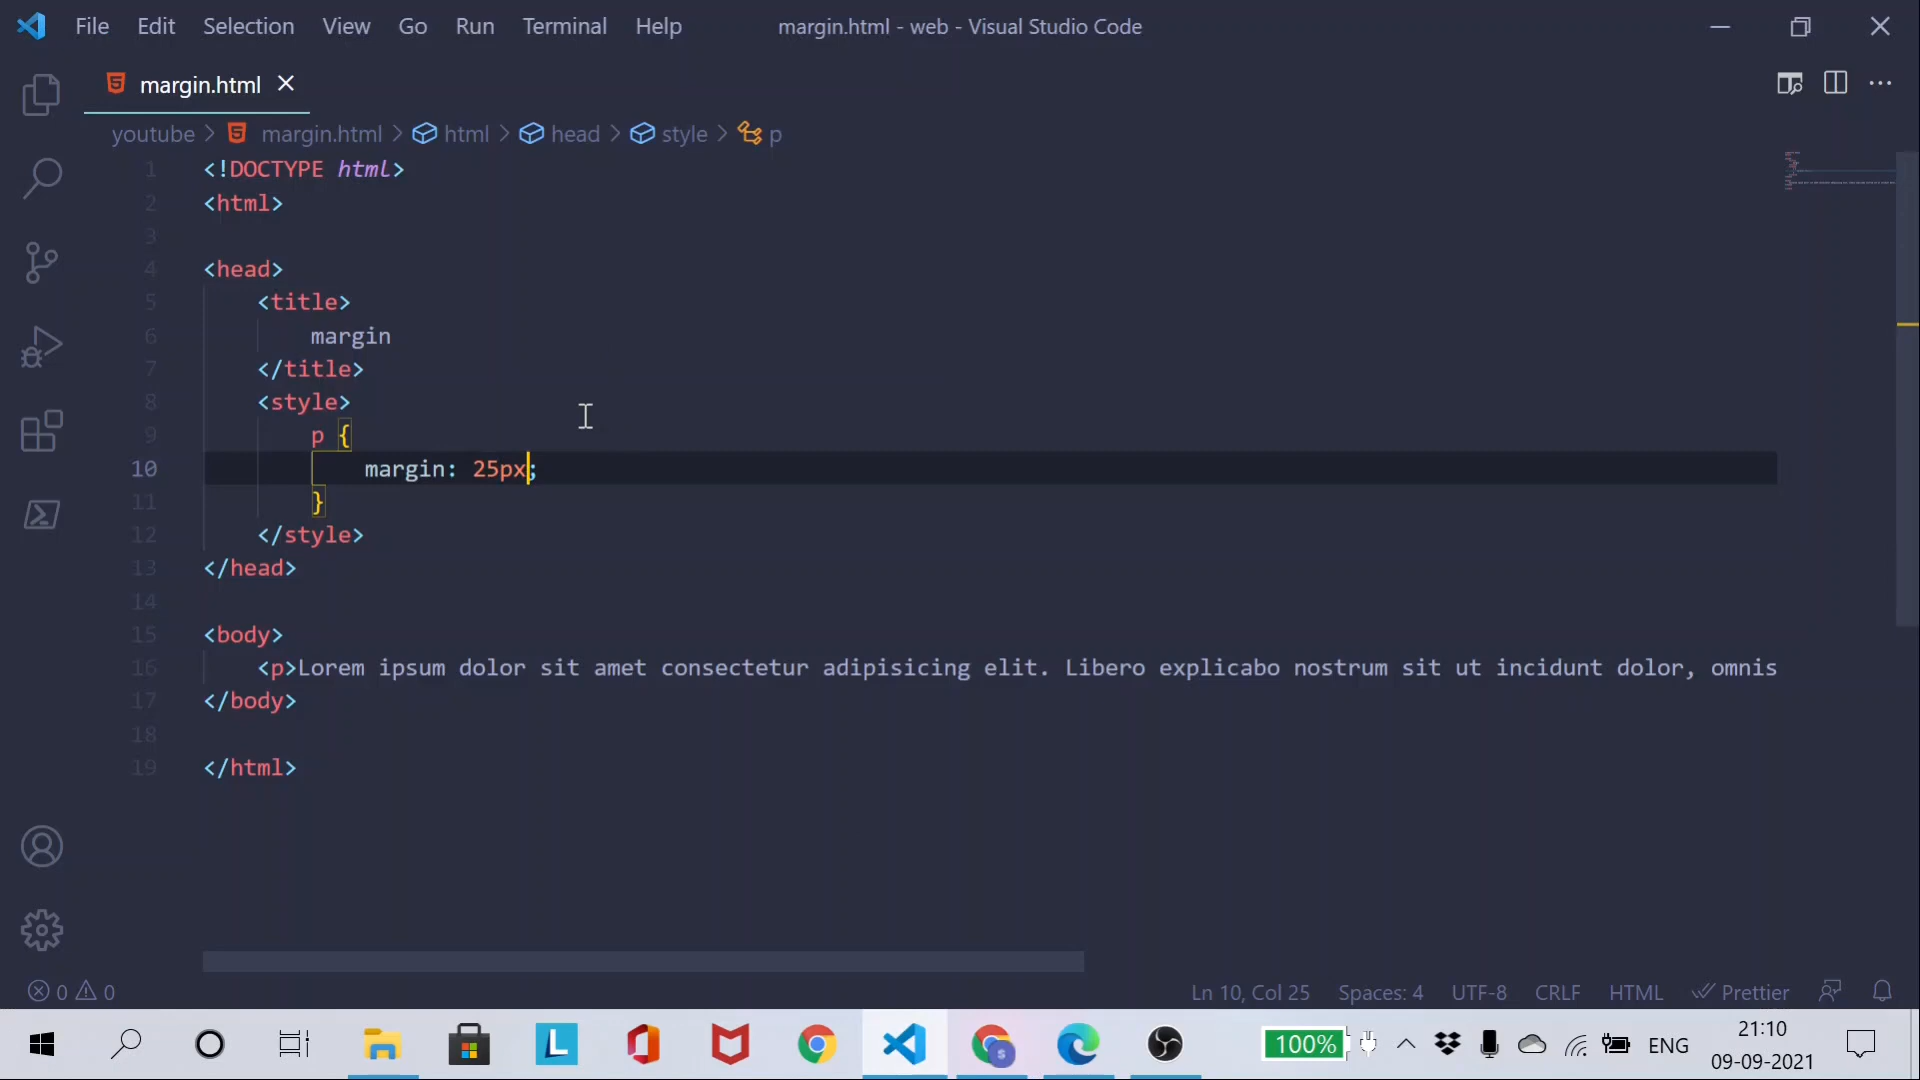 File Edit Selection View Go Run Terminal Help margin.html - web - Visual Studio Code
margin.html
youtube > margin.html > html > head > style > p
1 <!DOCTYPE html>
2 <html>
3
4 <head>
5 <title>
6 margin
7 </title>
8 <style>
9 p {
10 margin: 25px;
11 }
12 </style>
13 </head>
14
15 <body>
16 <p>Lorem ipsum dolor sit amet consectetur adipisicing elit. Libero explicabo nostrum sit ut incidunt dolor, omnis
17 </body>
18
19 </html>
0 0 Ln 10, Col 25 Spaces: 4 UTF-8 CRLF HTML Prettier
L 100% ENG 21:10
09-09-2021